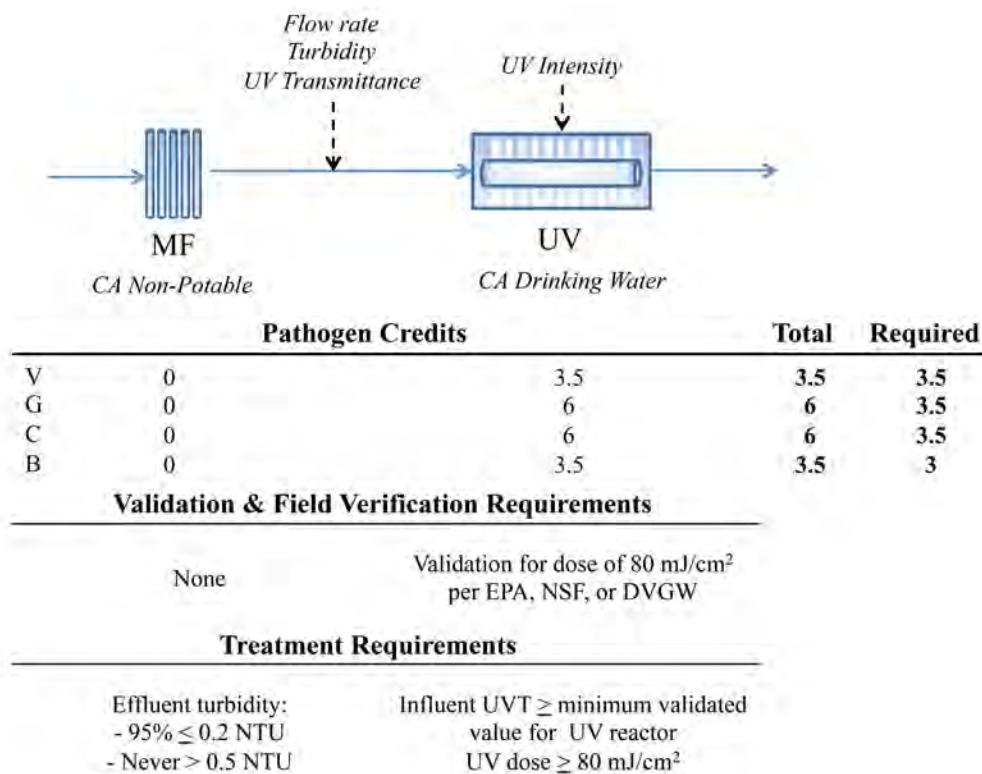 Flow rate
Turbidity
UV Transmittance
UV Intensity
MF
UV
CA Non-Potable
CA Drinking Water
Pathogen Credits Total Required
V 0 3.5 3.5 3.5
G 0 6 6 3.5
C 0 6 6 3.5
B 0 3.5 3.5 3
Validation & Field Verification Requirements
None
Validation for dose of 80 mJ/cm²
per EPA, NSF, or DVGW
Treatment Requirements
Effluent turbidity:
- 95% ≤ 0.2 NTU
- Never > 0.5 NTU
Influent UVT ≥ minimum validated
value for UV reactor
UV dose ≥ 80 mJ/cm²